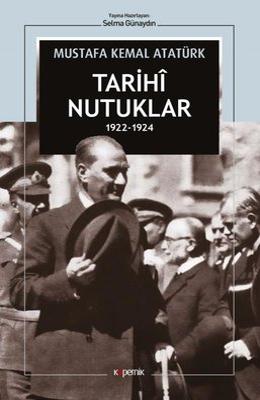 Yayına Hazırlayan:
Selma Günaydın
MUSTAFA KEMAL ATATÜRK
TARİHÎ
NUTUKLAR
1922-1924
kopernik